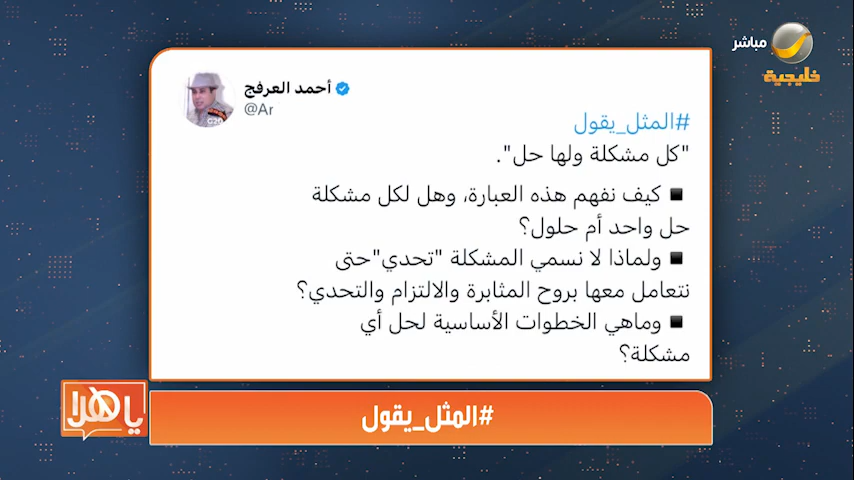 مباشر
خليجية
أحمد العرفج
@Ar
#المثل_يقول
"كل مشكلة ولها حل".
▪ كيف نفهم هذه العبارة، وهل لكل مشكلة
حل واحد أم حلول؟
▪ ولماذا لا نسمي المشكلة "تحدي"حتى
نتعامل معها بروح المثابرة والالتزام والتحدي؟
▪ وماهي الخطوات الأساسية لحل أي
مشكلة؟
ياهلا
#المثل_يقول